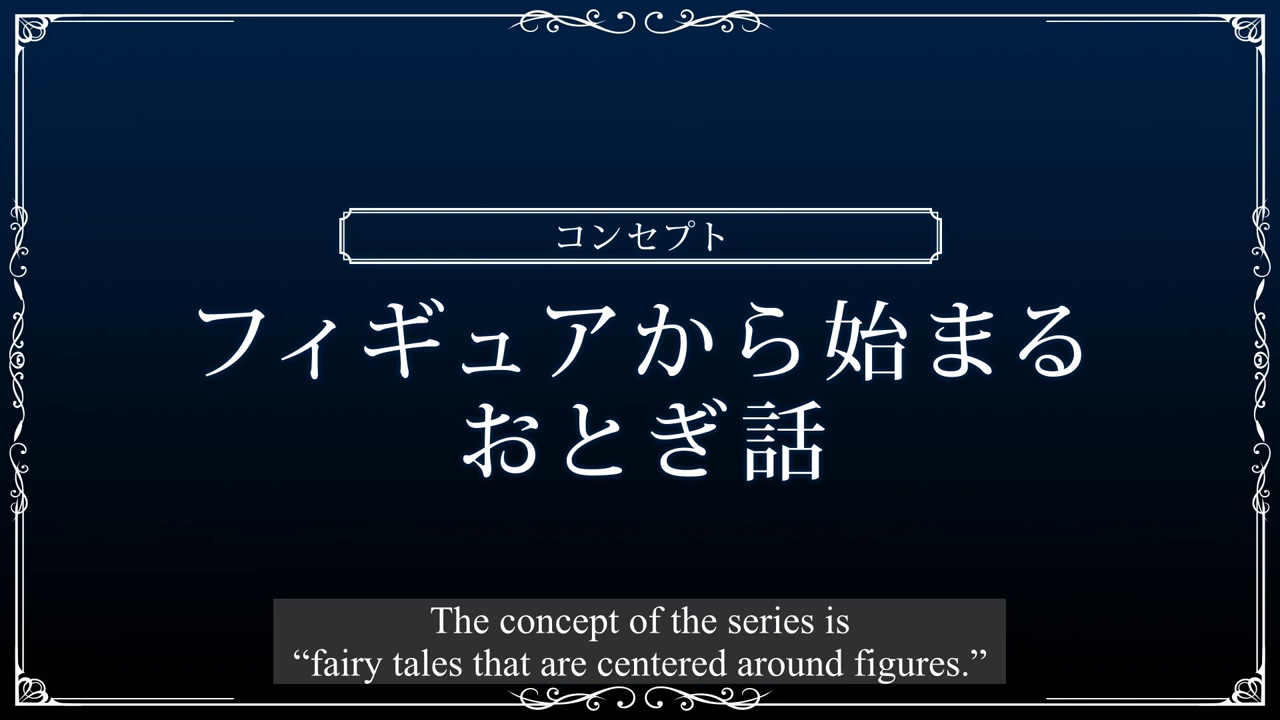 コンセプト
フィギュアから始まる
おとぎ話
The concept of the series is
“fairy tales that are centered around figures.”